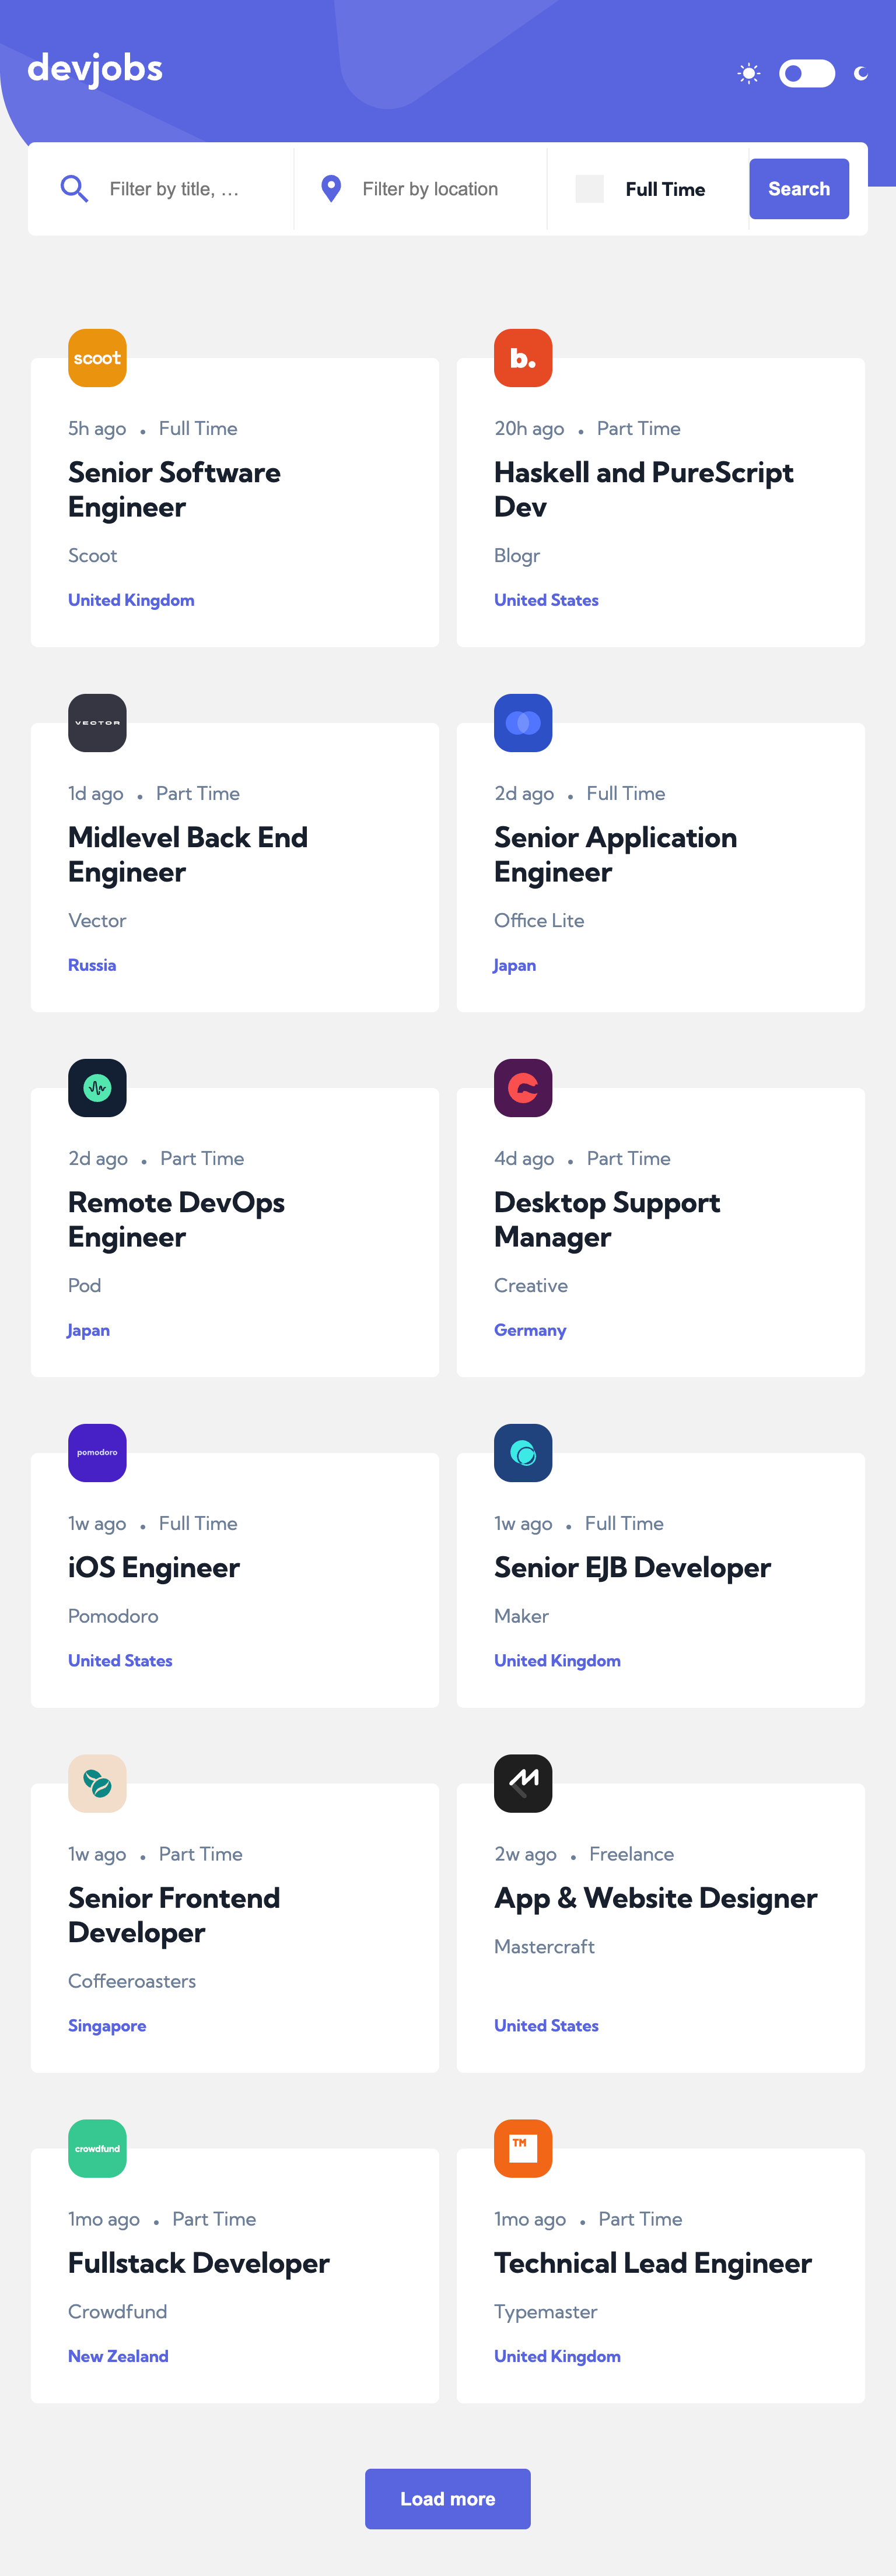 devjobs
Filter by title, …
Filter by location
Full Time
Search
scoot
5h ago • Full Time
Senior Software
Engineer
Scoot
United Kingdom
b.
20h ago • Part Time
Haskell and PureScript
Dev
Blogr
United States
VECTOR
1d ago • Part Time
Midlevel Back End
Engineer
Vector
Russia
2d ago • Full Time
Senior Application
Engineer
Office Lite
Japan
2d ago • Part Time
Remote DevOps
Engineer
Pod
Japan
4d ago • Part Time
Desktop Support
Manager
Creative
Germany
pomodoro
1w ago • Full Time
iOS Engineer
Pomodoro
United States
1w ago • Full Time
Senior EJB Developer
Maker
United Kingdom
1w ago • Part Time
Senior Frontend
Developer
Coffeeroasters
Singapore
2w ago • Freelance
App & Website Designer
Mastercraft
United States
crowdfund
1mo ago • Part Time
Fullstack Developer
Crowdfund
New Zealand
TM
1mo ago • Part Time
Technical Lead Engineer
Typemaster
United Kingdom
Load more